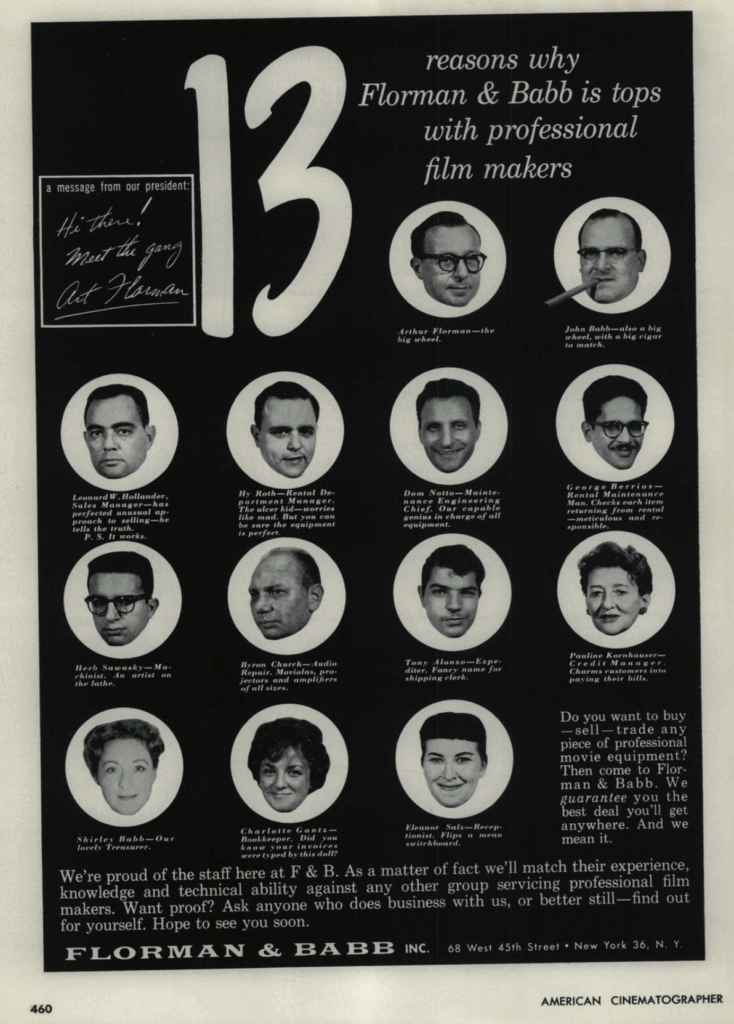 13
reasons why
Florman & Babb is tops
with professional
film makers
a message from our president:
Hi there!
Meet the gang
Art Florman
Arthur Florman—the
big wheel.
John Babb—also a big
wheel, with a big cigar
to match.
Leonard W. Hollander,
Sales Manager—has
perfected unusual ap-
proach to selling—he
tells the truth.
P. S. It works.
Hy Roth—Rental De-
partment Manager.
The ulcer kid—worries
like mad. But you can
be sure the equipment
is perfect.
Dom Notto—Mainte-
nance Engineering
Chief. Our capable
genius in charge of all
equipment.
George Berrios—
Rental Maintenance
Man. Checks each item
returning from rental
—meticulous and re-
sponsible.
Herb Sawasky—Ma-
chinist. An artist on
the lathe.
Byron Church—Audio
Repair. Moviolas, pro-
jectors and amplifiers
of all sizes.
Tony Alonzo—Expe-
diter. Fancy name for
shipping clerk.
Pauline Kornhauser—
Credit Manager.
Charms customers into
paying their bills.
Shirley Babb—Our
lovely Treasurer.
Charlotte Gantz—
Bookkeeper. Did you
know your invoices
were typed by this doll?
Eleanor Salz—Recep-
tionist. Flips a mean
switchboard.
Do you want to buy
—sell—trade any
piece of professional
movie equipment?
Then come to Flor-
man & Babb. We
guarantee you the
best deal you'll get
anywhere. And we
mean it.
We're proud of the staff here at F & B. As a matter of fact we'll match their experience,
knowledge and technical ability against any other group servicing professional film
makers. Want proof? Ask anyone who does business with us, or better still—find out
for yourself. Hope to see you soon.
FLORMAN & BABB INC. 68 West 45th Street • New York 36, N. Y.
460
AMERICAN CINEMATOGRAPHER